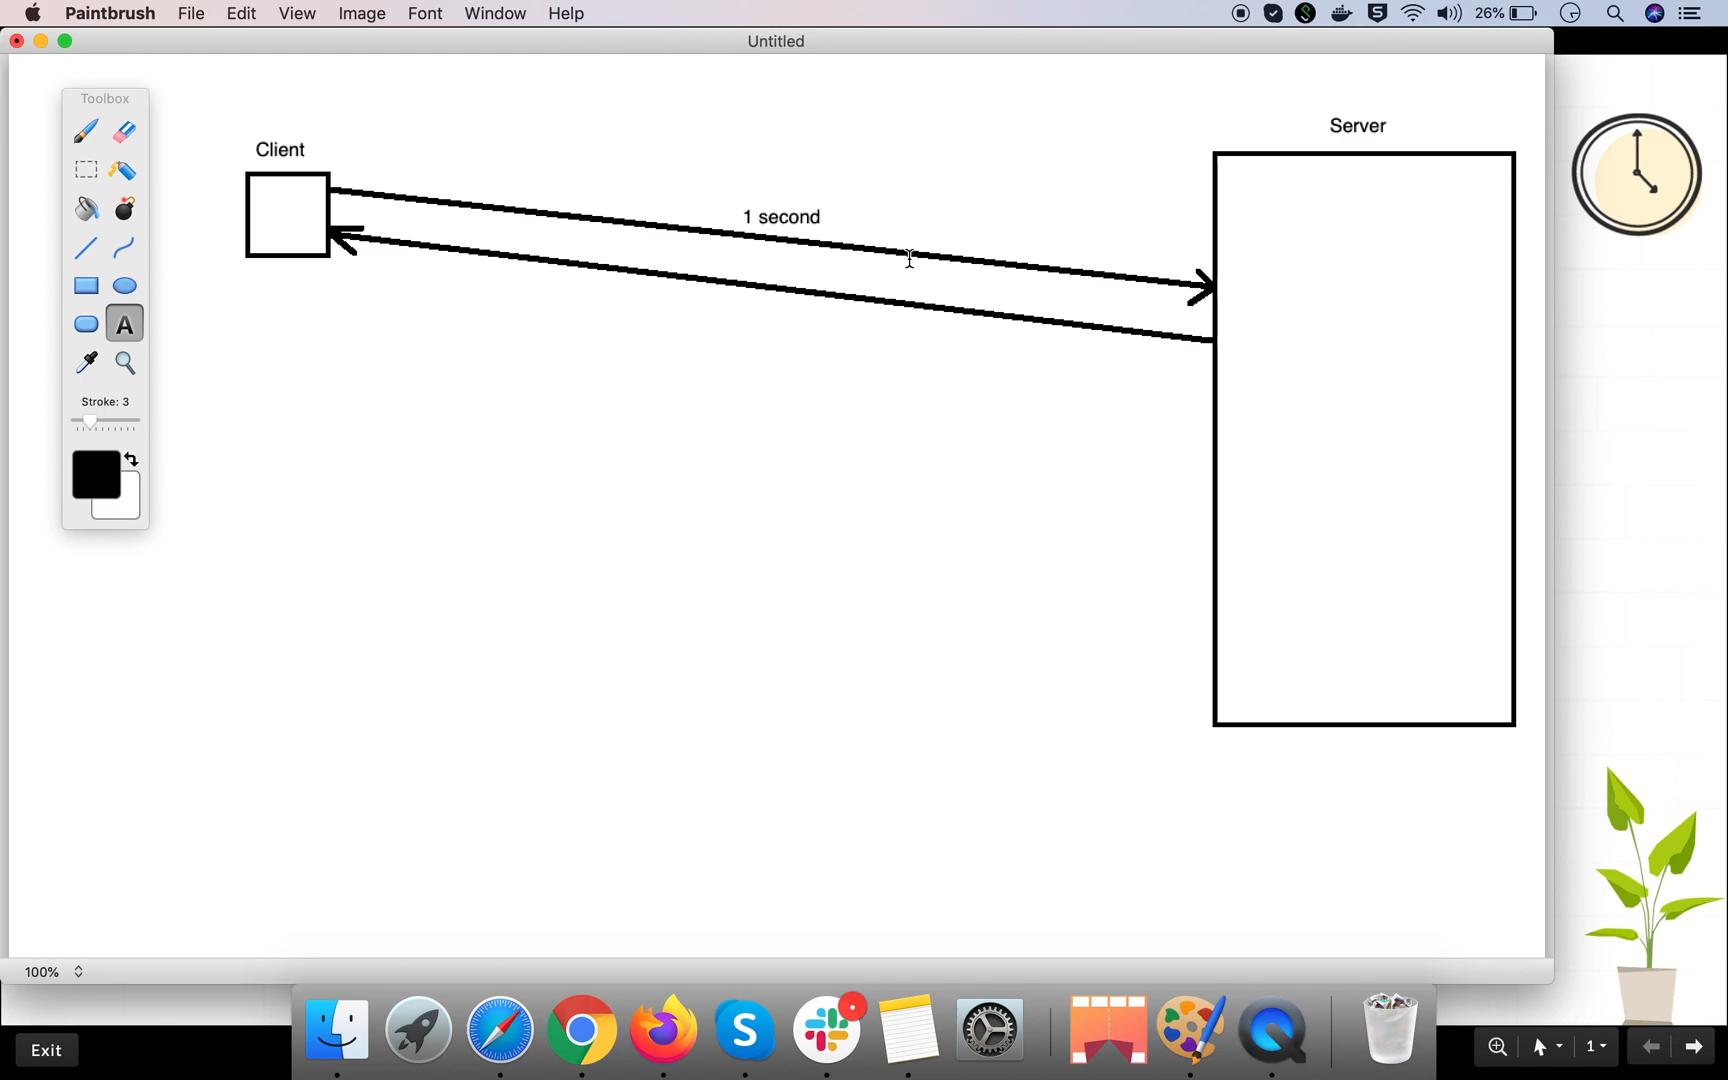 Paintbrush File Edit View Image Font Window Help 26%
Untitled
Toolbox
Server
Client
1 second
A
Stroke: 3
100%
S
Exit
1